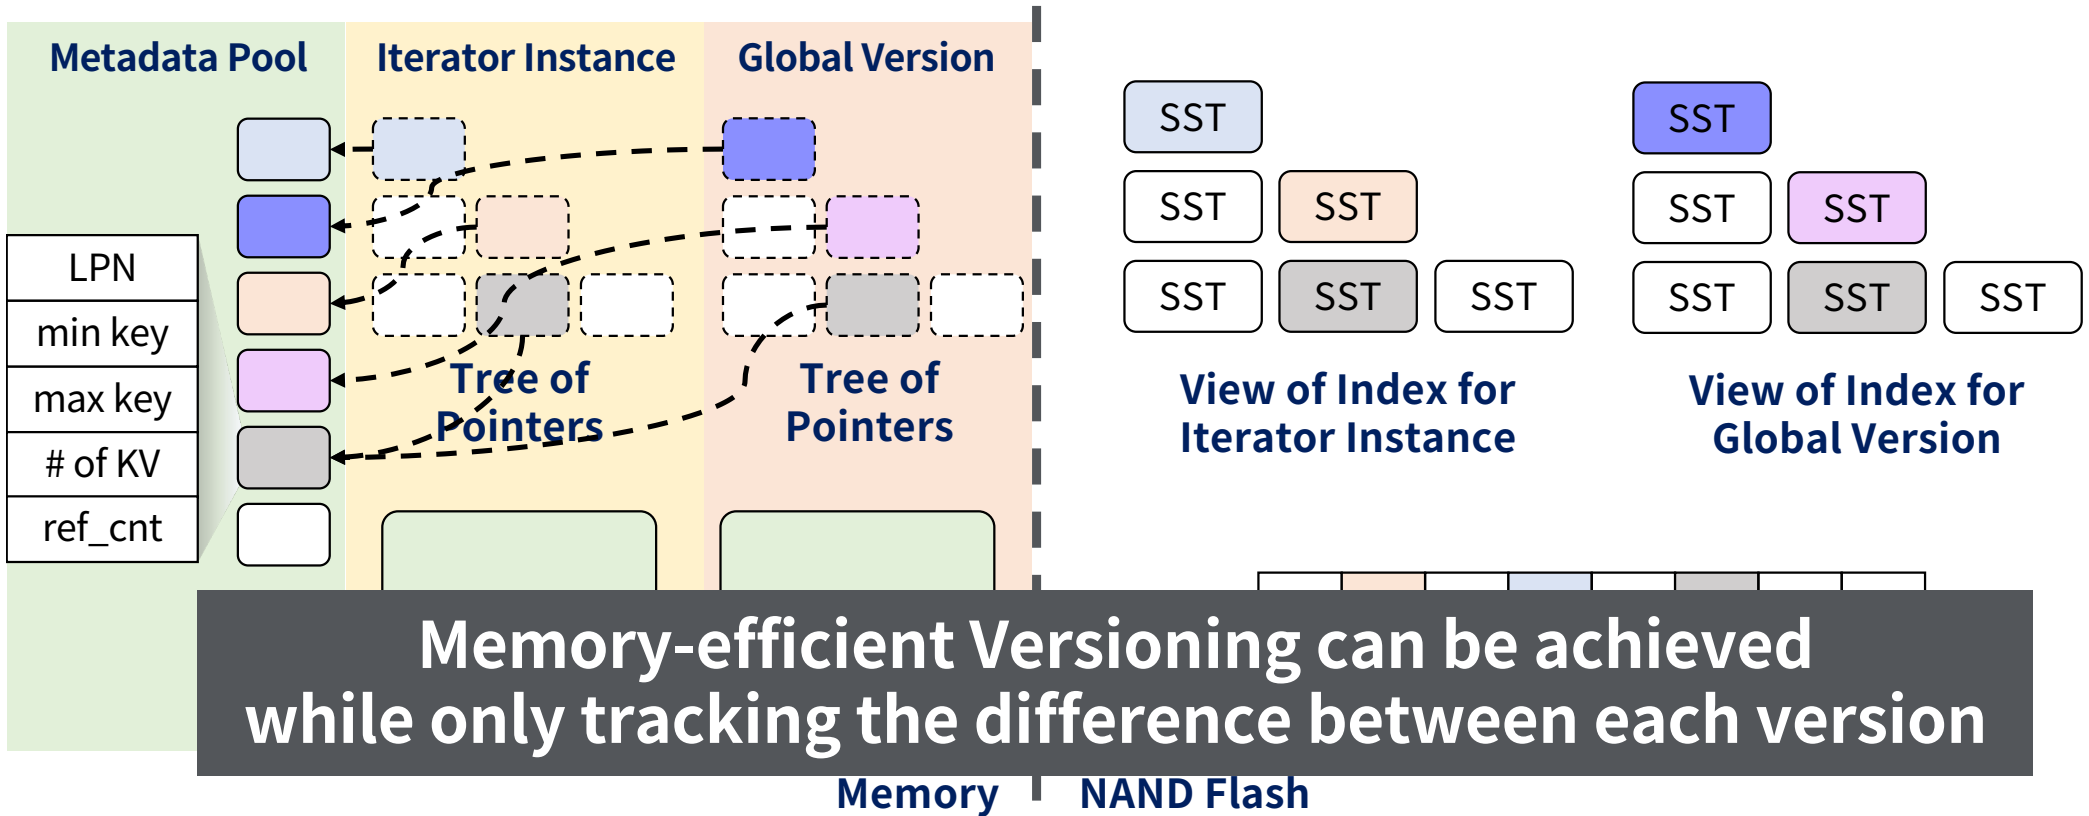 Metadata Pool
Iterator Instance
Global Version
LPN
min key
max key
# of KV
ref_cnt
Tree of
Pointers
Tree of
Pointers
SST
SST
SST
SST
SST
SST
View of Index for
Iterator Instance
SST
SST
SST
SST
SST
SST
View of Index for
Global Version
Memory-efficient Versioning can be achieved
while only tracking the difference between each version
Memory
NAND Flash